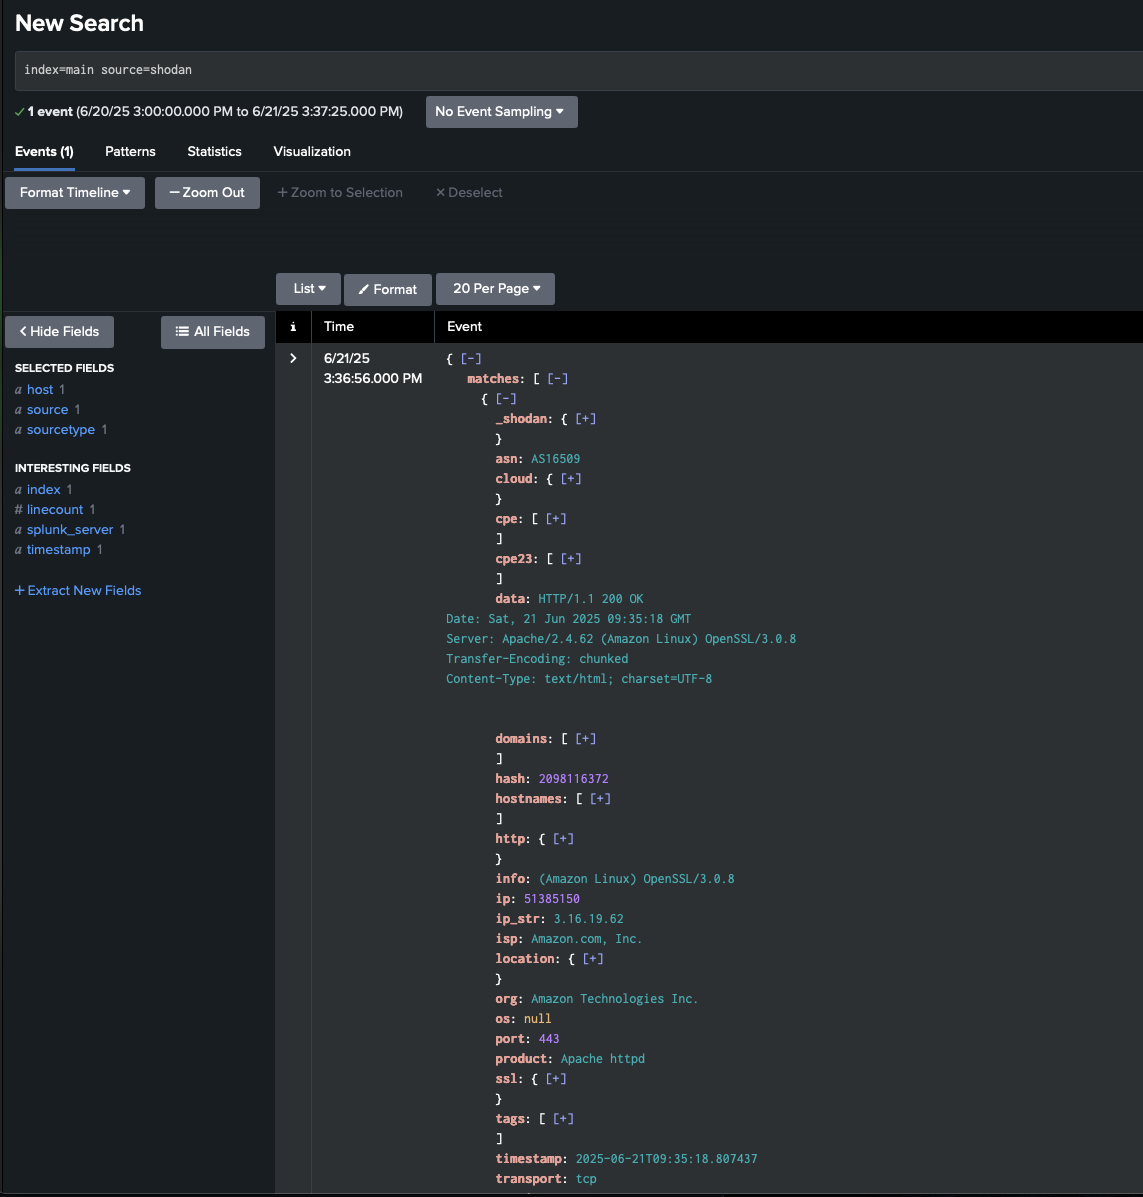 New Search
index=main source=shodan
✓ 1 event (6/20/25 3:00:00.000 PM to 6/21/25 3:37:25.000 PM)
No Event Sampling ▾
Events (1)
Patterns
Statistics
Visualization
Format Timeline ▾
— Zoom Out
+ Zoom to Selection
× Deselect
List ▾
Format
20 Per Page ▾
< Hide Fields
All Fields
SELECTED FIELDS
a host 1
a source 1
a sourcetype 1
INTERESTING FIELDS
a index 1
# linecount 1
a splunk_server 1
a timestamp 1
+ Extract New Fields
i
Time
Event
>
6/21/25
3:36:56.000 PM
{ [-]
matches: [ [-]
{ [-]
_shodan: { [+]
}
asn: AS16509
cloud: { [+]
}
cpe: [ [+]
]
cpe23: [ [+]
]
data: HTTP/1.1 200 OK
Date: Sat, 21 Jun 2025 09:35:18 GMT
Server: Apache/2.4.62 (Amazon Linux) OpenSSL/3.0.8
Transfer-Encoding: chunked
Content-Type: text/html; charset=UTF-8
domains: [ [+]
]
hash: 2098116372
hostnames: [ [+]
]
http: { [+]
}
info: (Amazon Linux) OpenSSL/3.0.8
ip: 51385150
ip_str: 3.16.19.62
isp: Amazon.com, Inc.
location: { [+]
}
org: Amazon Technologies Inc.
os: null
port: 443
product: Apache httpd
ssl: { [+]
}
tags: [ [+]
]
timestamp: 2025-06-21T09:35:18.807437
transport: tcp